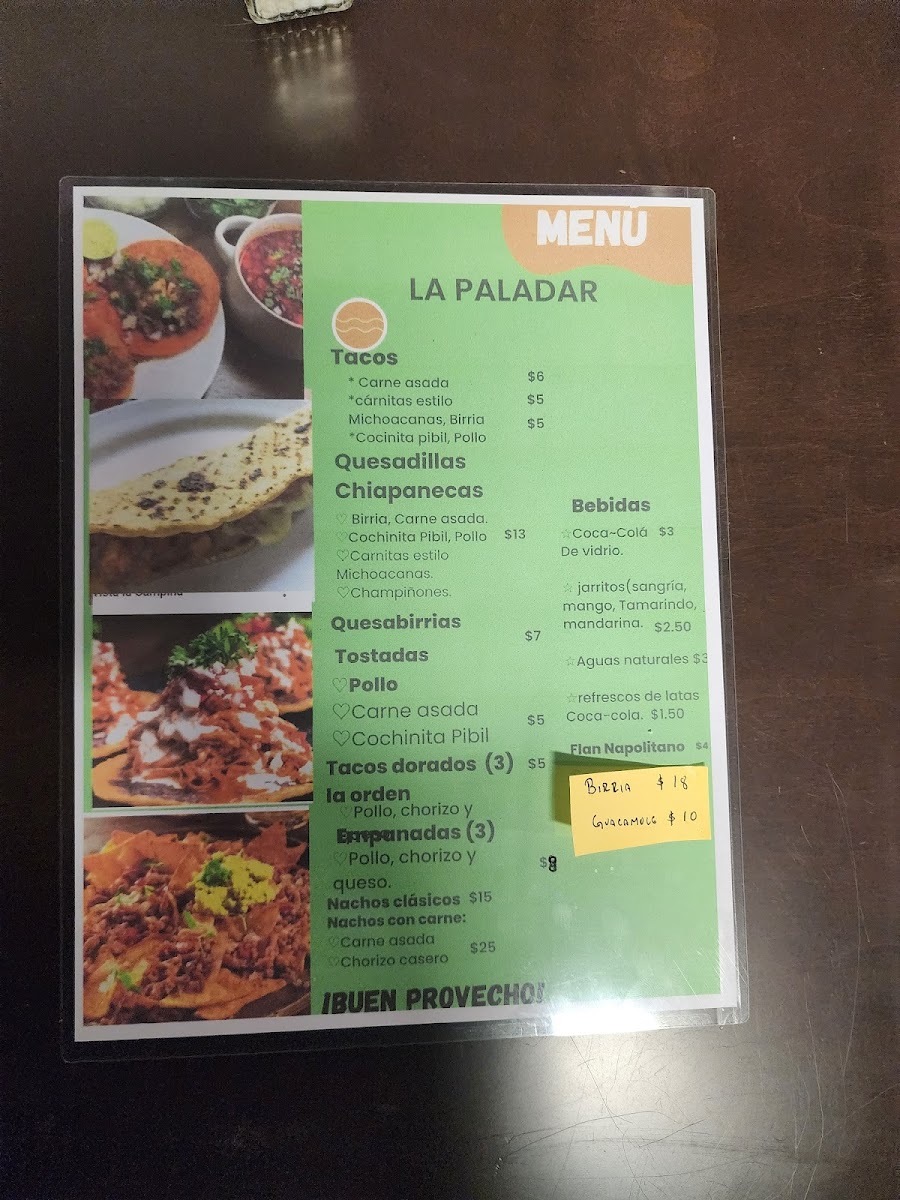 MENÚ
LA PALADAR
Tacos
* Carne asada $6
*cárnitas estilo $5
Michoacanas, Birria
*Cocinita pibil, Pollo $5
Quesadillas
Chiapanecas
♡ Birria, Carne asada.
♡Cochinita Pibil, Pollo $13
♡Carnitas estilo
Michoacanas.
♡Champiñones.
Quesabirrias $7
Tostadas
♡Pollo
♡Carne asada $5
♡Cochinita Pibil
Tacos dorados (3) $5
la orden
♡Pollo, chorizo y
Empanadas (3)
♡Pollo, chorizo y $8
queso.
Nachos clásicos $15
Nachos con carne:
♡Carne asada $25
♡Chorizo casero
¡BUEN PROVECHO!
Bebidas
☆Coca~Colá $3
De vidrio.
☆ jarritos(sangría,
mango, Tamarindo,
mandarina. $2.50
☆Aguas naturales $3
☆refrescos de latas
Coca-cola. $1.50
Flan Napolitano $4
BIRRIA $18
GUACAMOLE $10